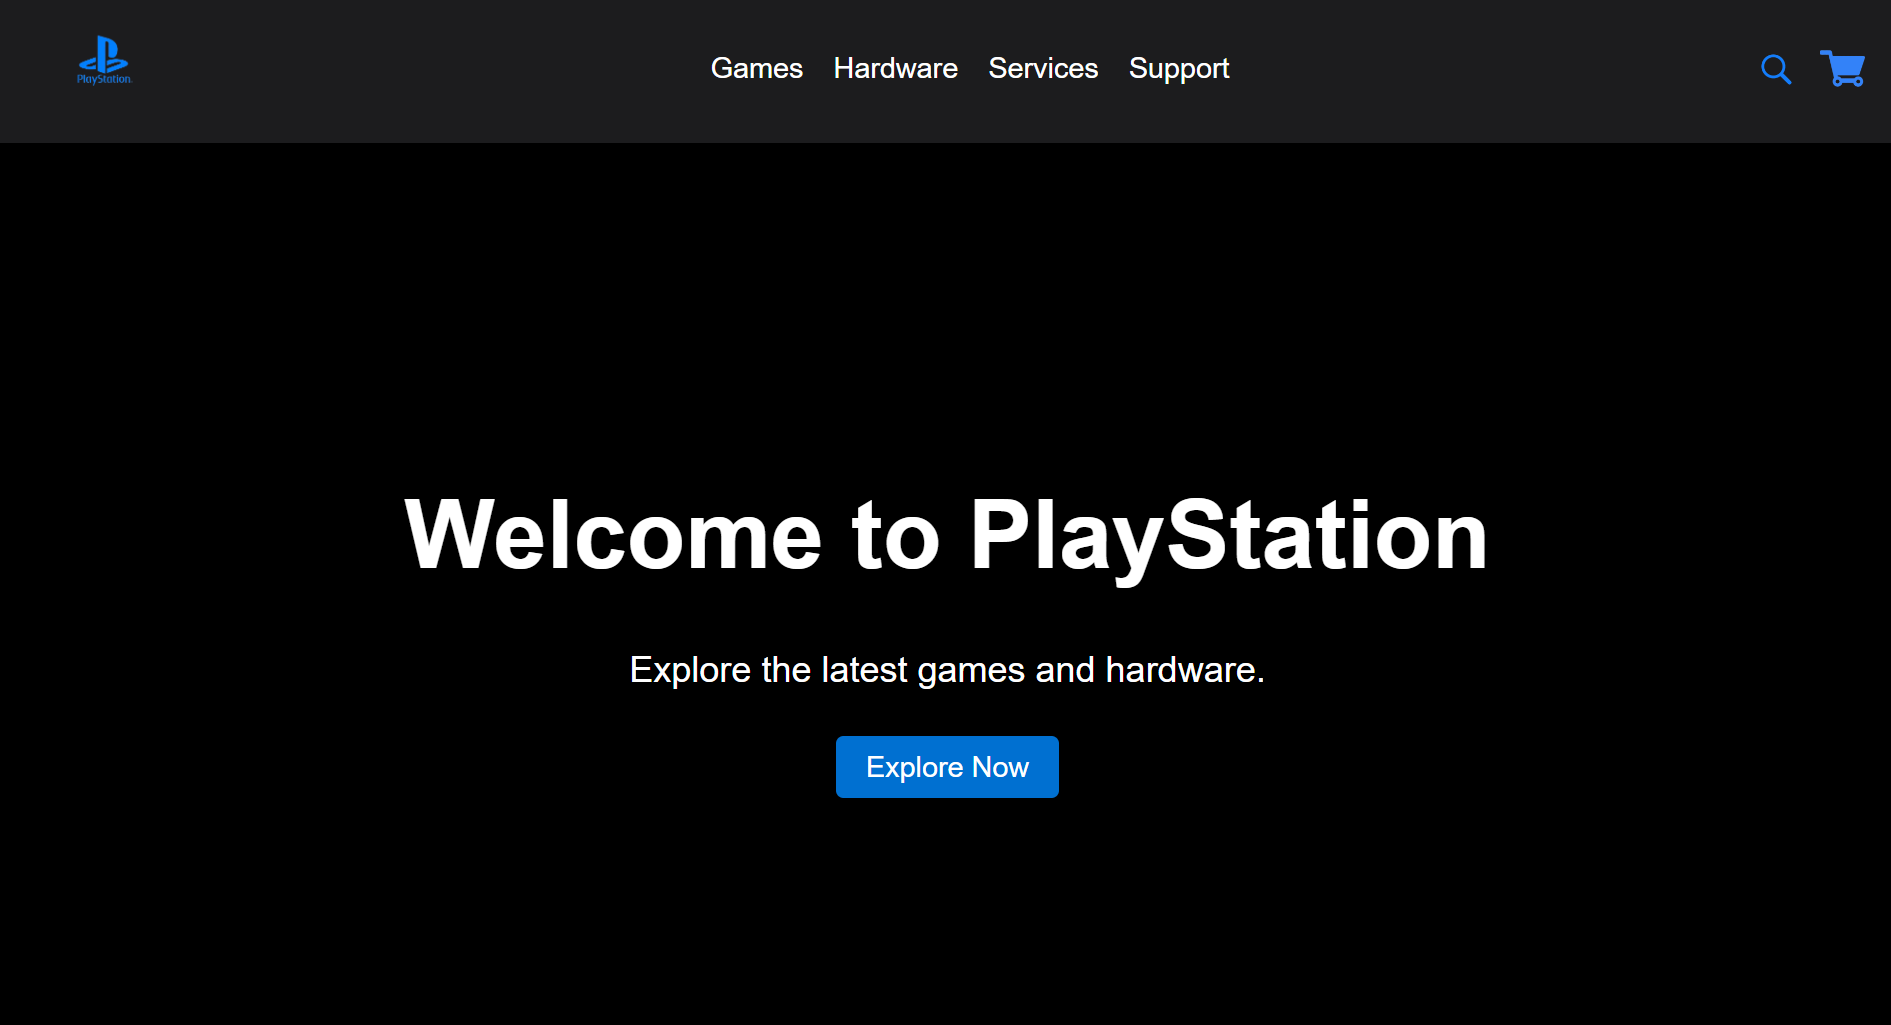 PlayStation.
Games Hardware Services Support
Welcome to PlayStation
Explore the latest games and hardware.
Explore Now